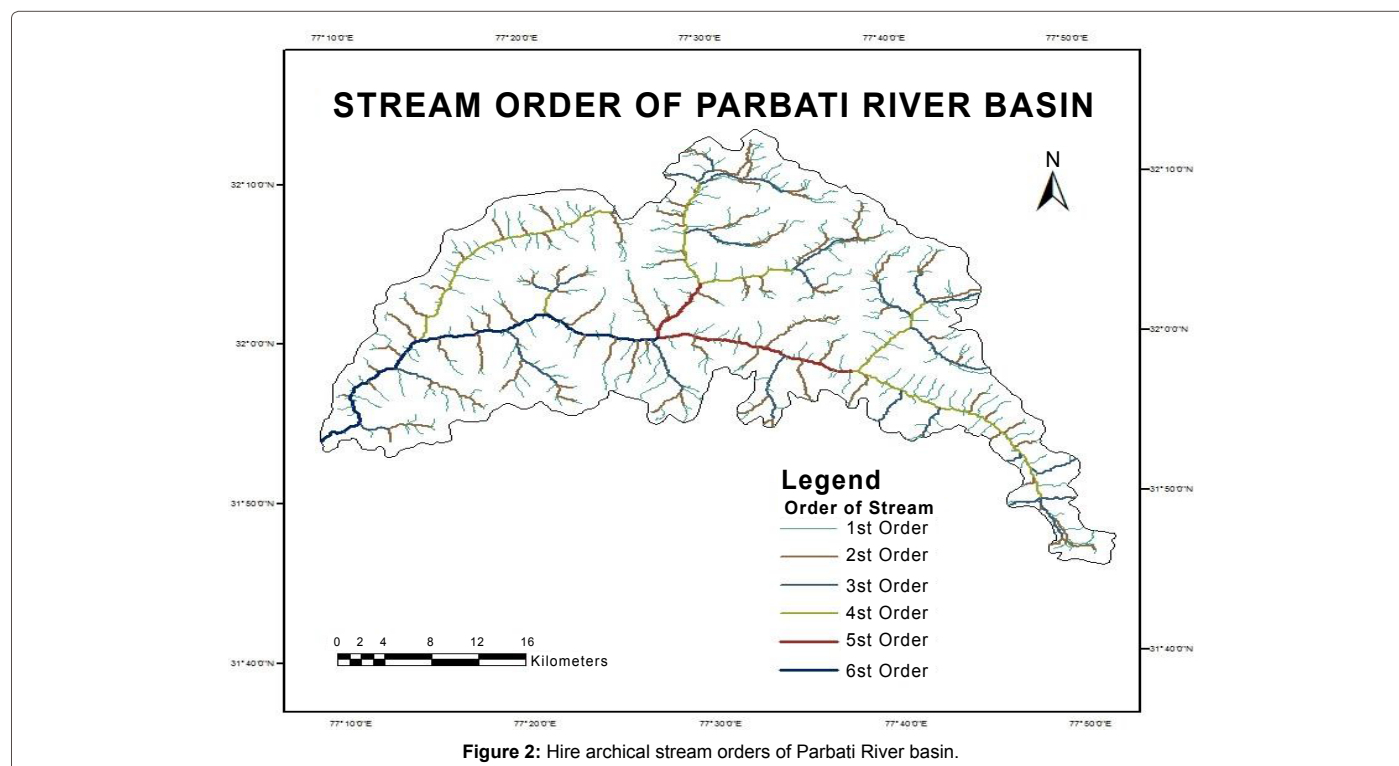 77°10'0"E 77°20'0"E 77°30'0"E 77°40'0"E 77°50'0"E
STREAM ORDER OF PARBATI RIVER BASIN
N
32°10'0"N 32°10'0"N
32°0'0"N 32°0'0"N
31°50'0"N 31°50'0"N
31°40'0"N 31°40'0"N
Legend
Order of Stream
1st Order
2st Order
3st Order
4st Order
5st Order
6st Order
0 2 4 8 12 16
Kilometers
77°10'0"E 77°20'0"E 77°30'0"E 77°40'0"E 77°50'0"E
Figure 2: Hire archical stream orders of Parbati River basin.